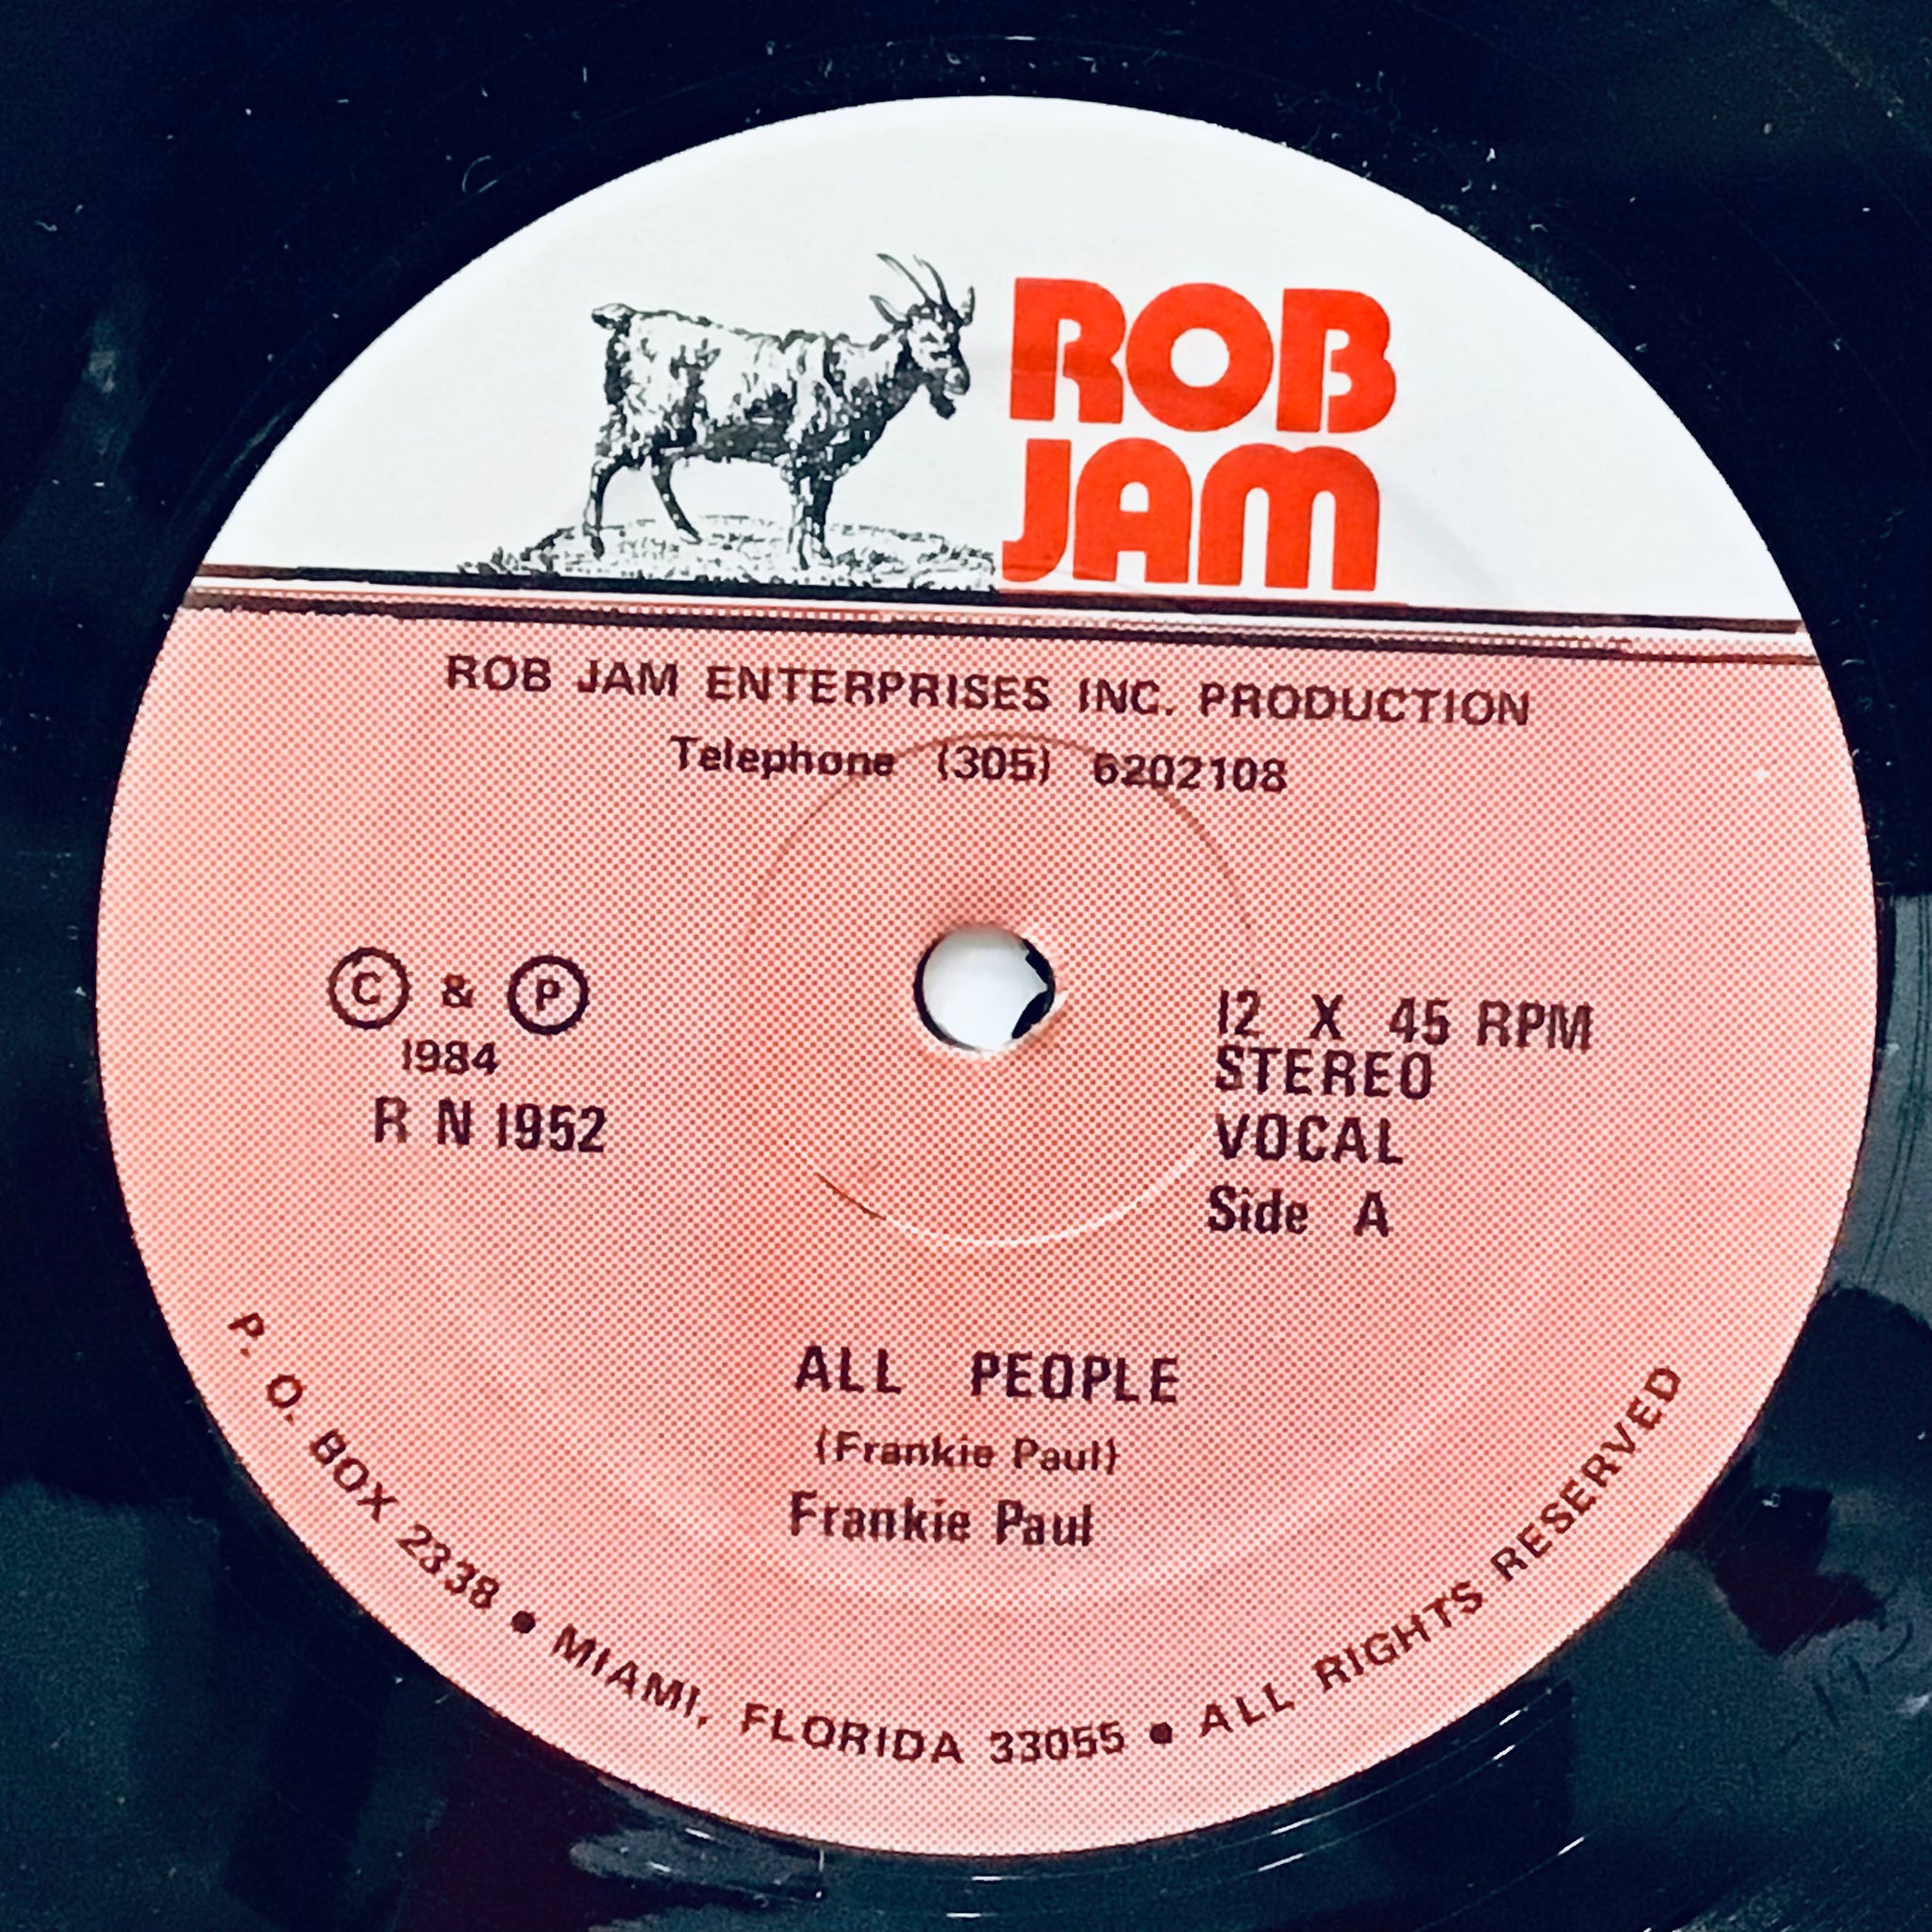 ROB
JAM
ROB JAM ENTERPRISES INC. PRODUCTION
Telephone (305) 6202108
© & ℗
1984
R N 1952
12 X 45 RPM
STEREO
VOCAL
Side A
ALL PEOPLE
(Frankie Paul)
Frankie Paul
P. O. BOX 2338 • MIAMI, FLORIDA 33055 • ALL RIGHTS RESERVED